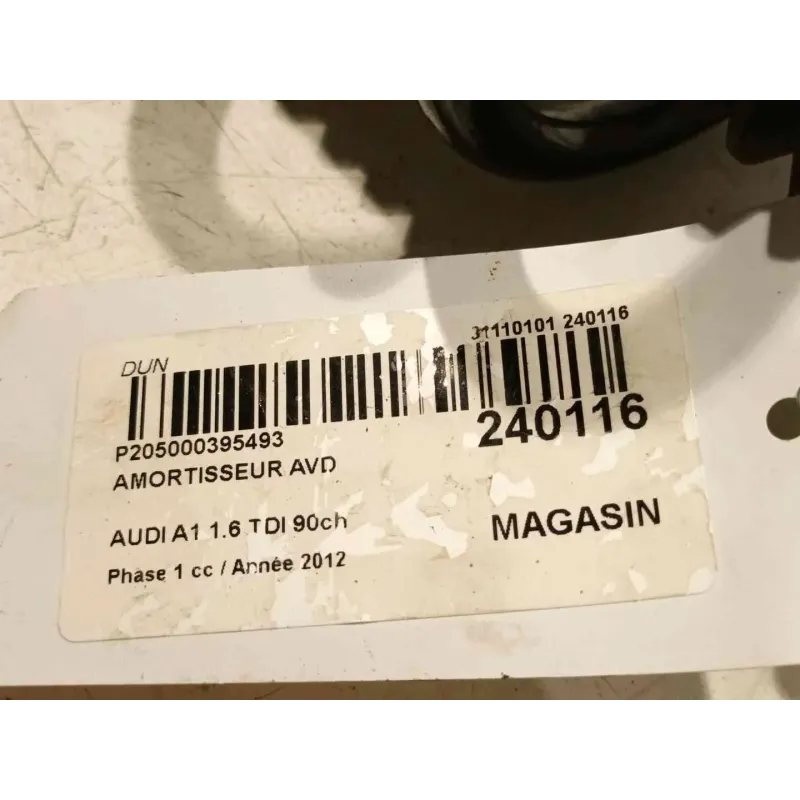 DUN
31110101 240116
P205000395493
240116
AMORTISSEUR AVD
AUDI A1 1.6 TDI 90ch
MAGASIN
Phase 1 cc / Année 2012